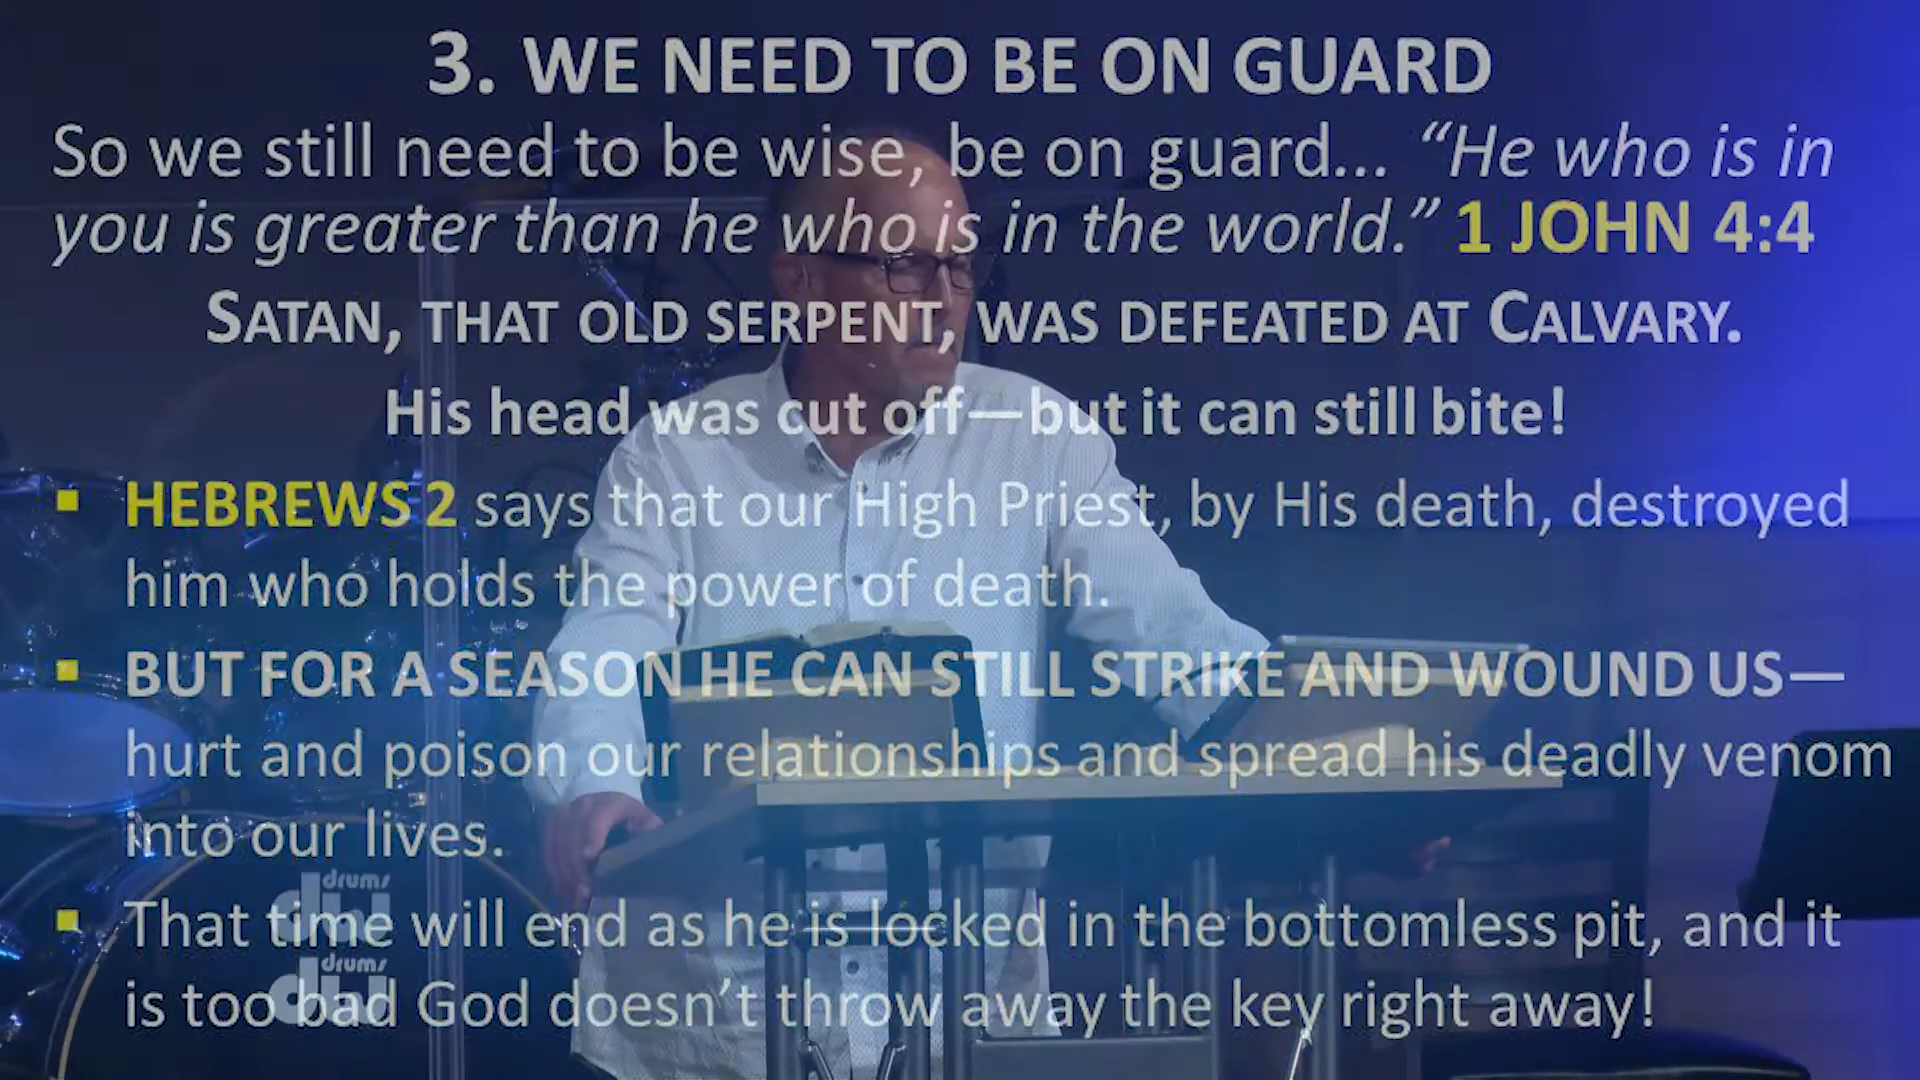 3. WE NEED TO BE ON GUARD
So we still need to be wise, be on guard... “He who is in
you is greater than he who is in the world.” 1 JOHN 4:4
SATAN, THAT OLD SERPENT, WAS DEFEATED AT CALVARY.
His head was cut off—but it can still bite!
▪ HEBREWS 2 says that our High Priest, by His death, destroyed
him who holds the power of death.
▪ BUT FOR A SEASON HE CAN STILL STRIKE AND WOUND US—
hurt and poison our relationships and spread his deadly venom
into our lives.
drums
▪ That time will end as he is locked in the bottomless pit, and it
drums
is too bad God doesn’t throw away the key right away!